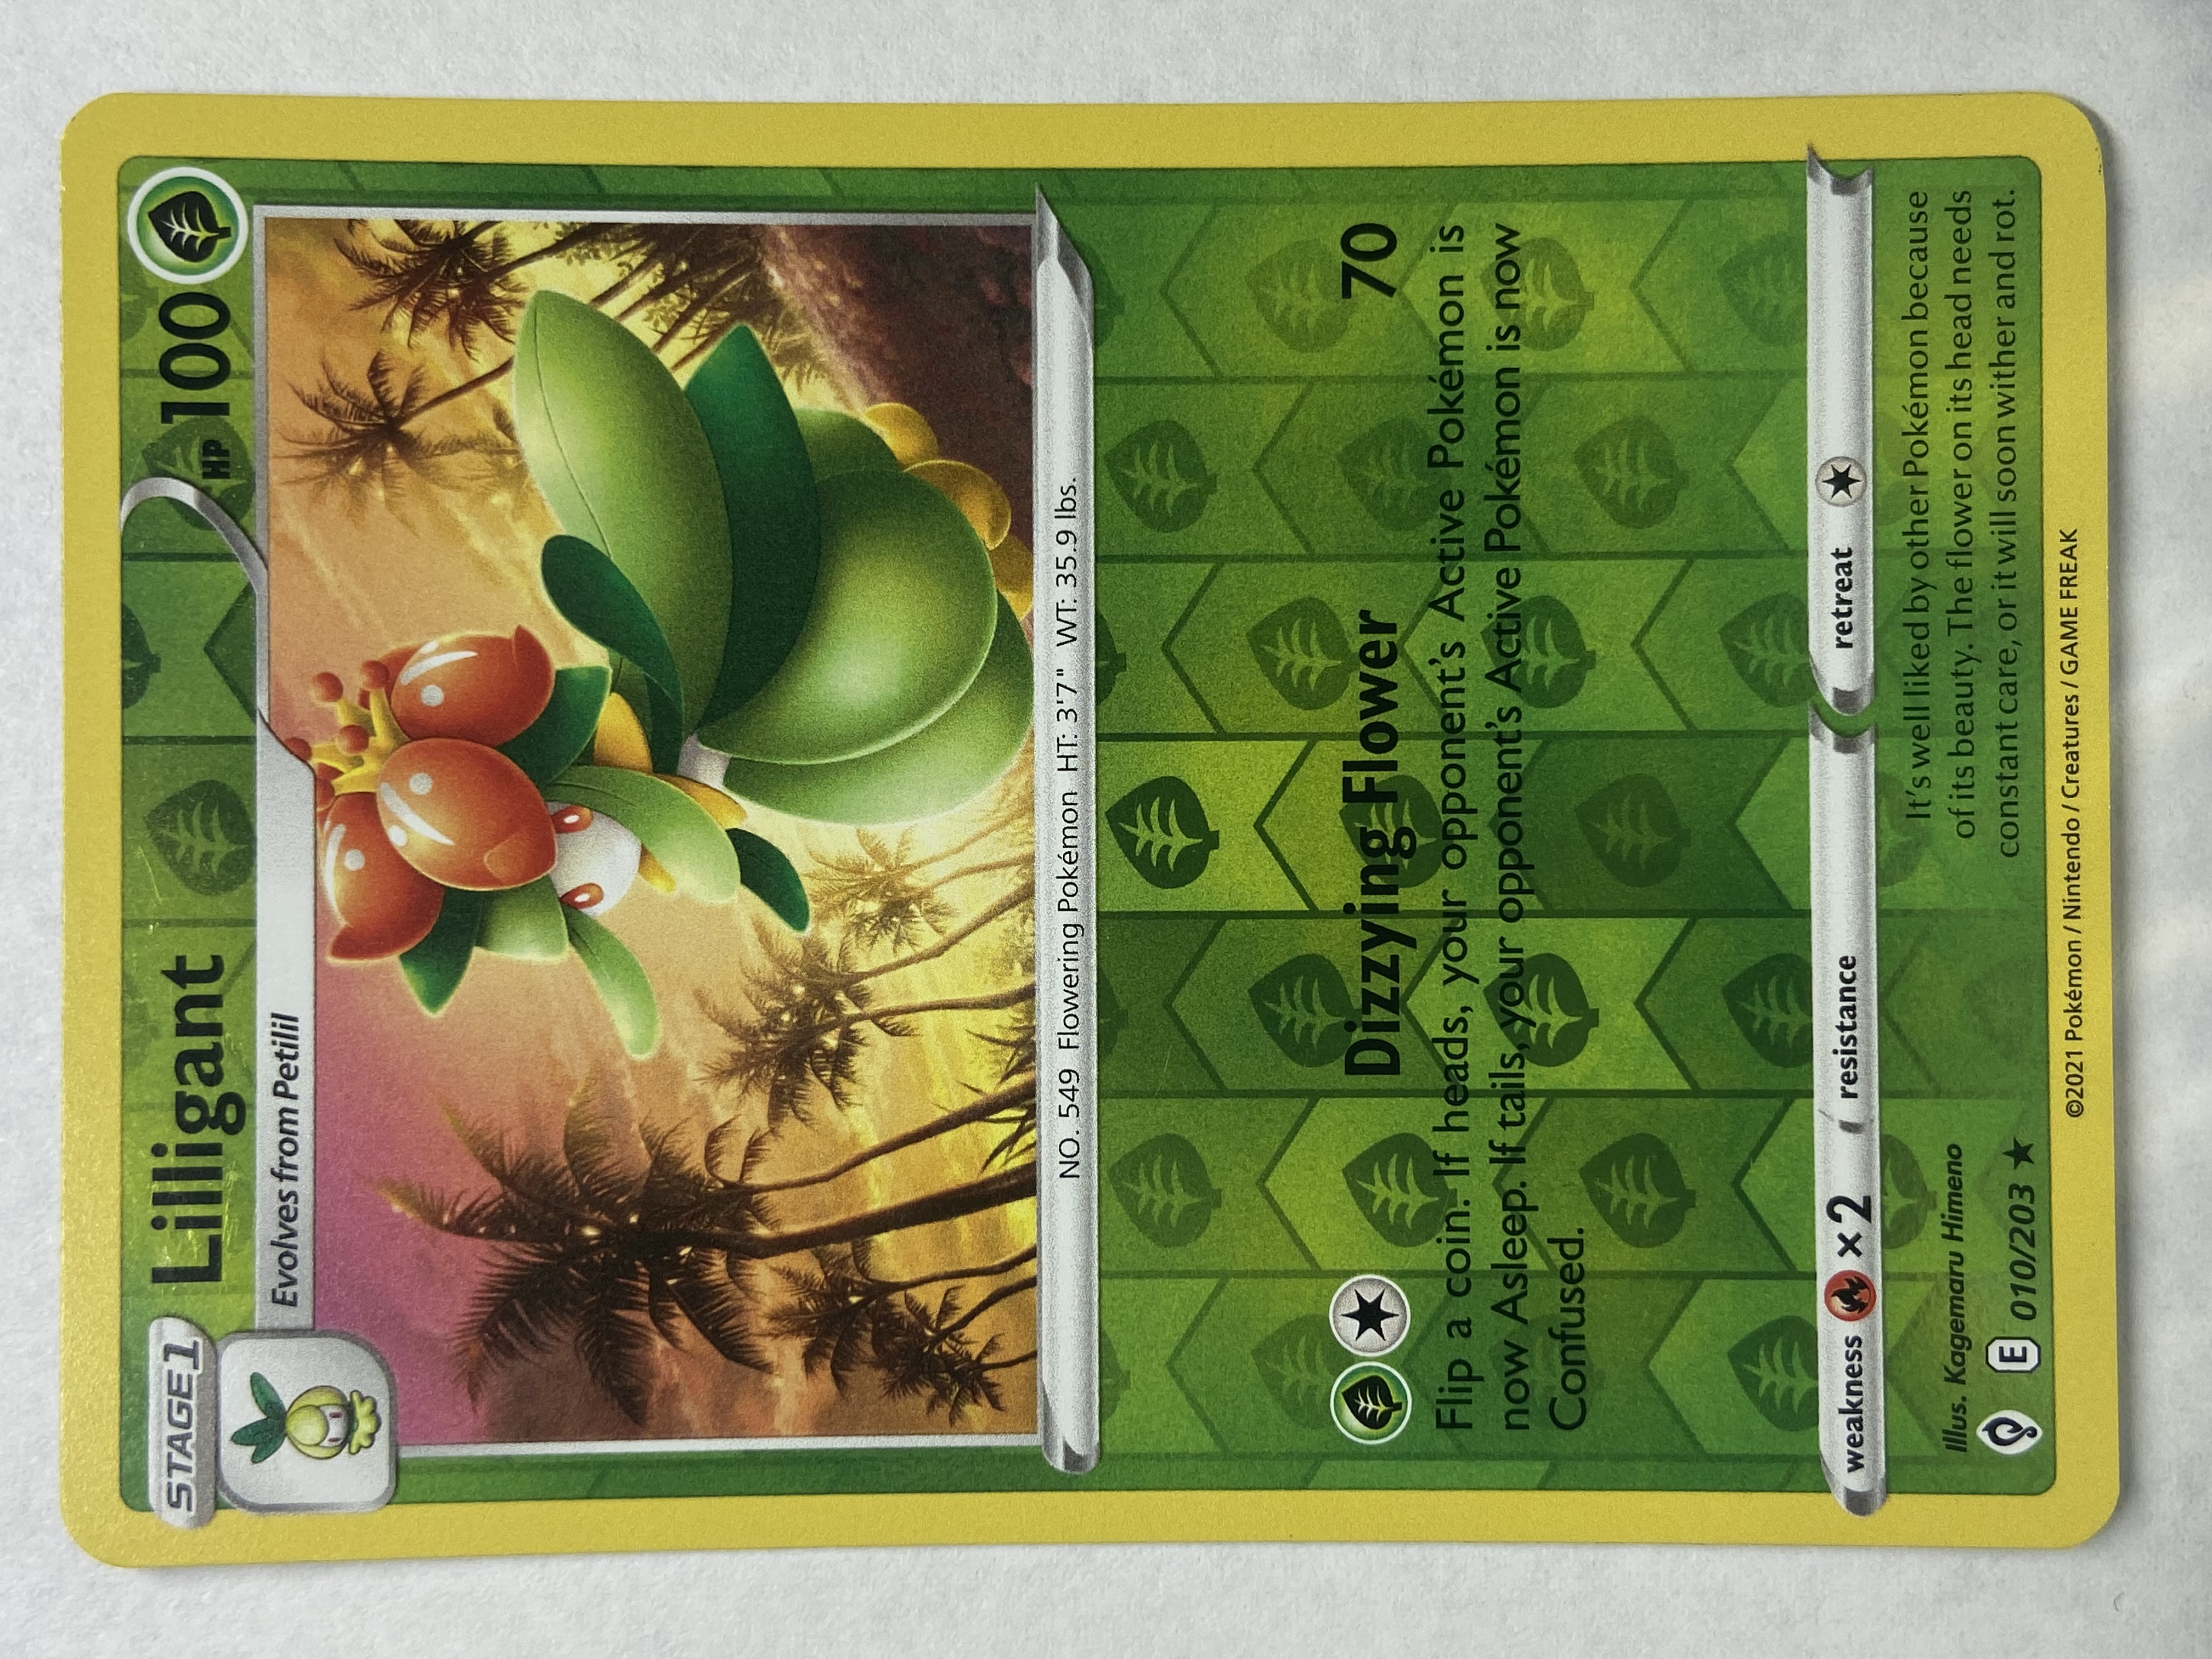 STAGE 1
Lilligant
HP 100
Evolves from Petilil
NO. 549 Flowering Pokémon HT: 3'7" WT: 35.9 lbs.
Dizzying Flower 70
Flip a coin. If heads, your opponent's Active Pokémon is
now Asleep. If tails, your opponent's Active Pokémon is now
Confused.
weakness ×2 resistance retreat
It's well liked by other Pokémon because
of its beauty. The flower on its head needs
constant care, or it will soon wither and rot.
Illus. Kagemaru Himeno
E 010/203 ★
©2021 Pokémon / Nintendo / Creatures / GAME FREAK